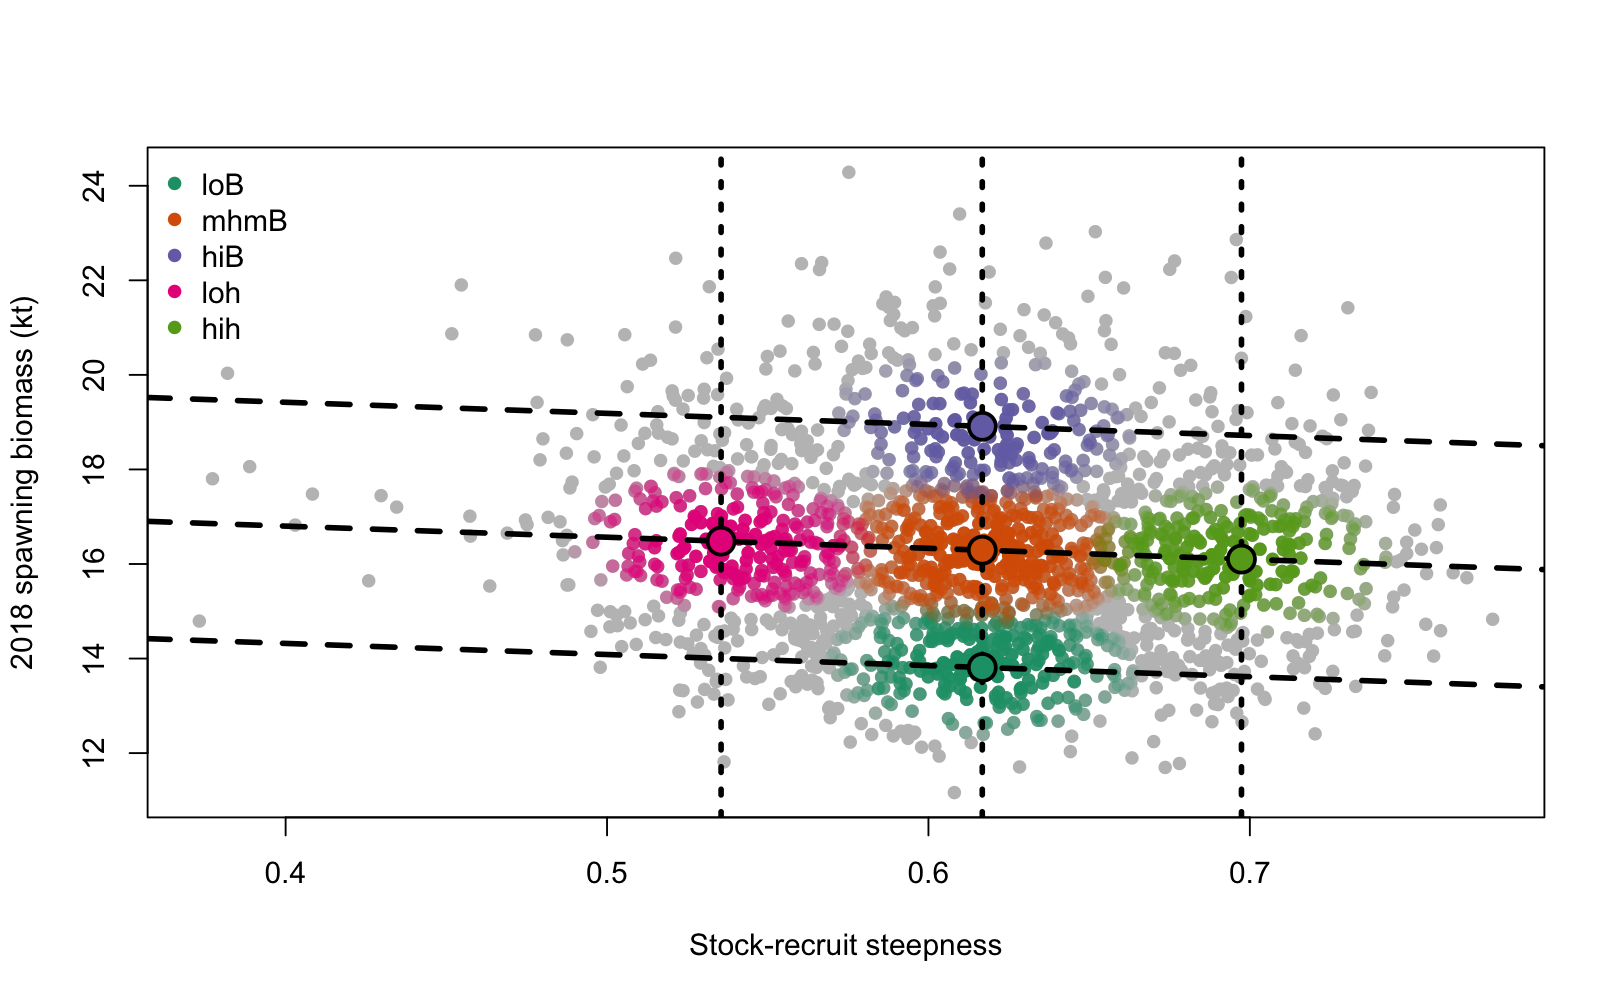 loB
mhmB
hiB
loh
hih
2018 spawning biomass (kt)
24
22
20
18
16
14
12
0.4 0.5 0.6 0.7
Stock-recruit steepness